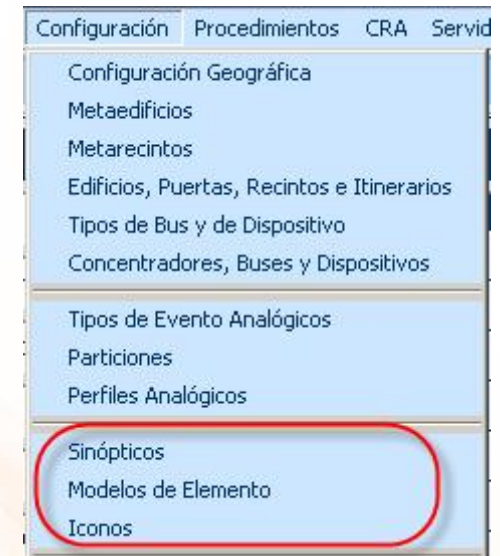 Configuración Procedimientos CRA Servid
Configuración Geográfica
Metaedificios
Metarecintos
Edificios, Puertas, Recintos e Itinerarios
Tipos de Bus y de Dispositivo
Concentradores, Buses y Dispositivos
Tipos de Evento Analógicos
Particiones
Perfiles Analógicos
Sinópticos
Modelos de Elemento
Iconos